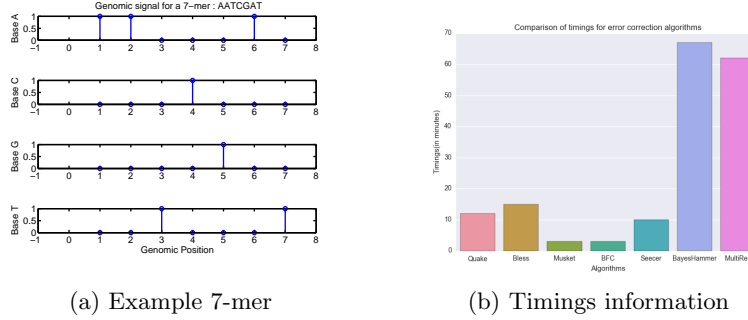 Genomic signal for a 7−mer : AATCGAT
Base A
1
0.5
0
−1 0 1 2 3 4 5 6 7 8
Base C
1
0.5
0
−1 0 1 2 3 4 5 6 7 8
Base G
1
0.5
0
−1 0 1 2 3 4 5 6 7 8
Base T
1
0.5
0
−1 0 1 2 3 4 5 6 7 8
Genomic Position
(a) Example 7-mer
Comparison of timings for error correction algorithms
Timings(in minutes)
70
60
50
40
30
20
10
0
Quake Bless Musket BFC Seecer BayesHammer MultiRe
Algorithms
(b) Timings information